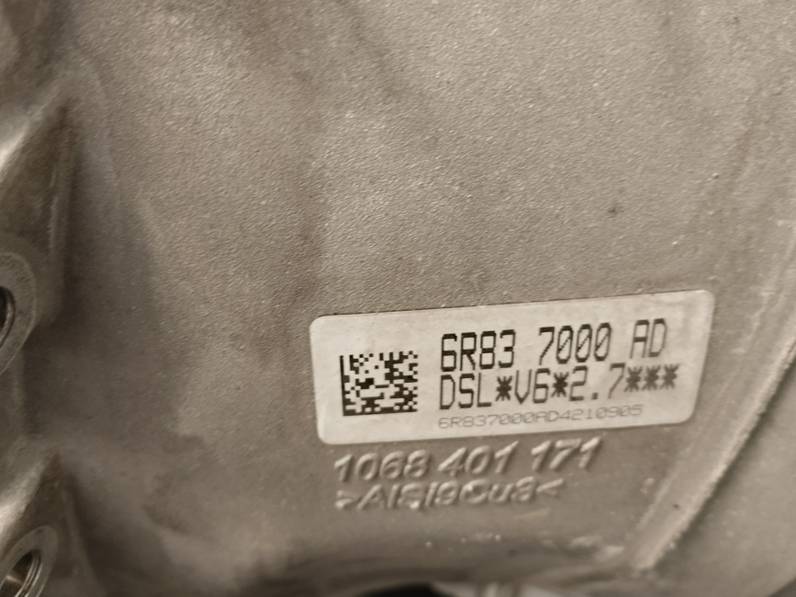 6R83 7000 AD
DSL*V6*2.7***
6R837000AD4210905
1068 401 171
>AlSi9Cu3<